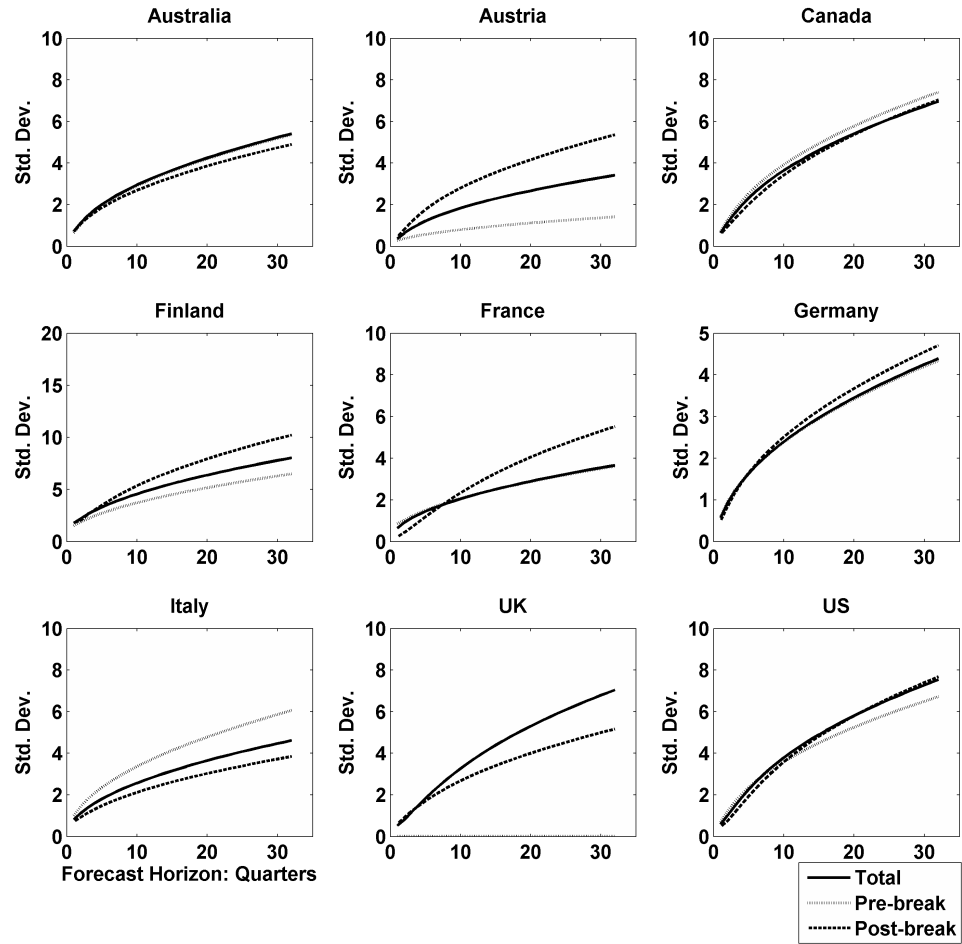 Australia
Austria
Canada
10
8
6
4
2
0
Std. Dev.
0 10 20 30
10
8
6
4
2
0
Std. Dev.
0 10 20 30
10
8
6
4
2
0
Std. Dev.
0 10 20 30
Finland
France
Germany
20
15
10
5
0
Std. Dev.
0 10 20 30
10
8
6
4
2
0
Std. Dev.
0 10 20 30
5
4
3
2
1
0
Std. Dev.
0 10 20 30
Italy
UK
US
10
8
6
4
2
0
Std. Dev.
0 10 20 30
Forecast Horizon: Quarters
10
8
6
4
2
0
Std. Dev.
0 10 20 30
10
8
6
4
2
0
Std. Dev.
0 10 20 30
Total
Pre-break
Post-break